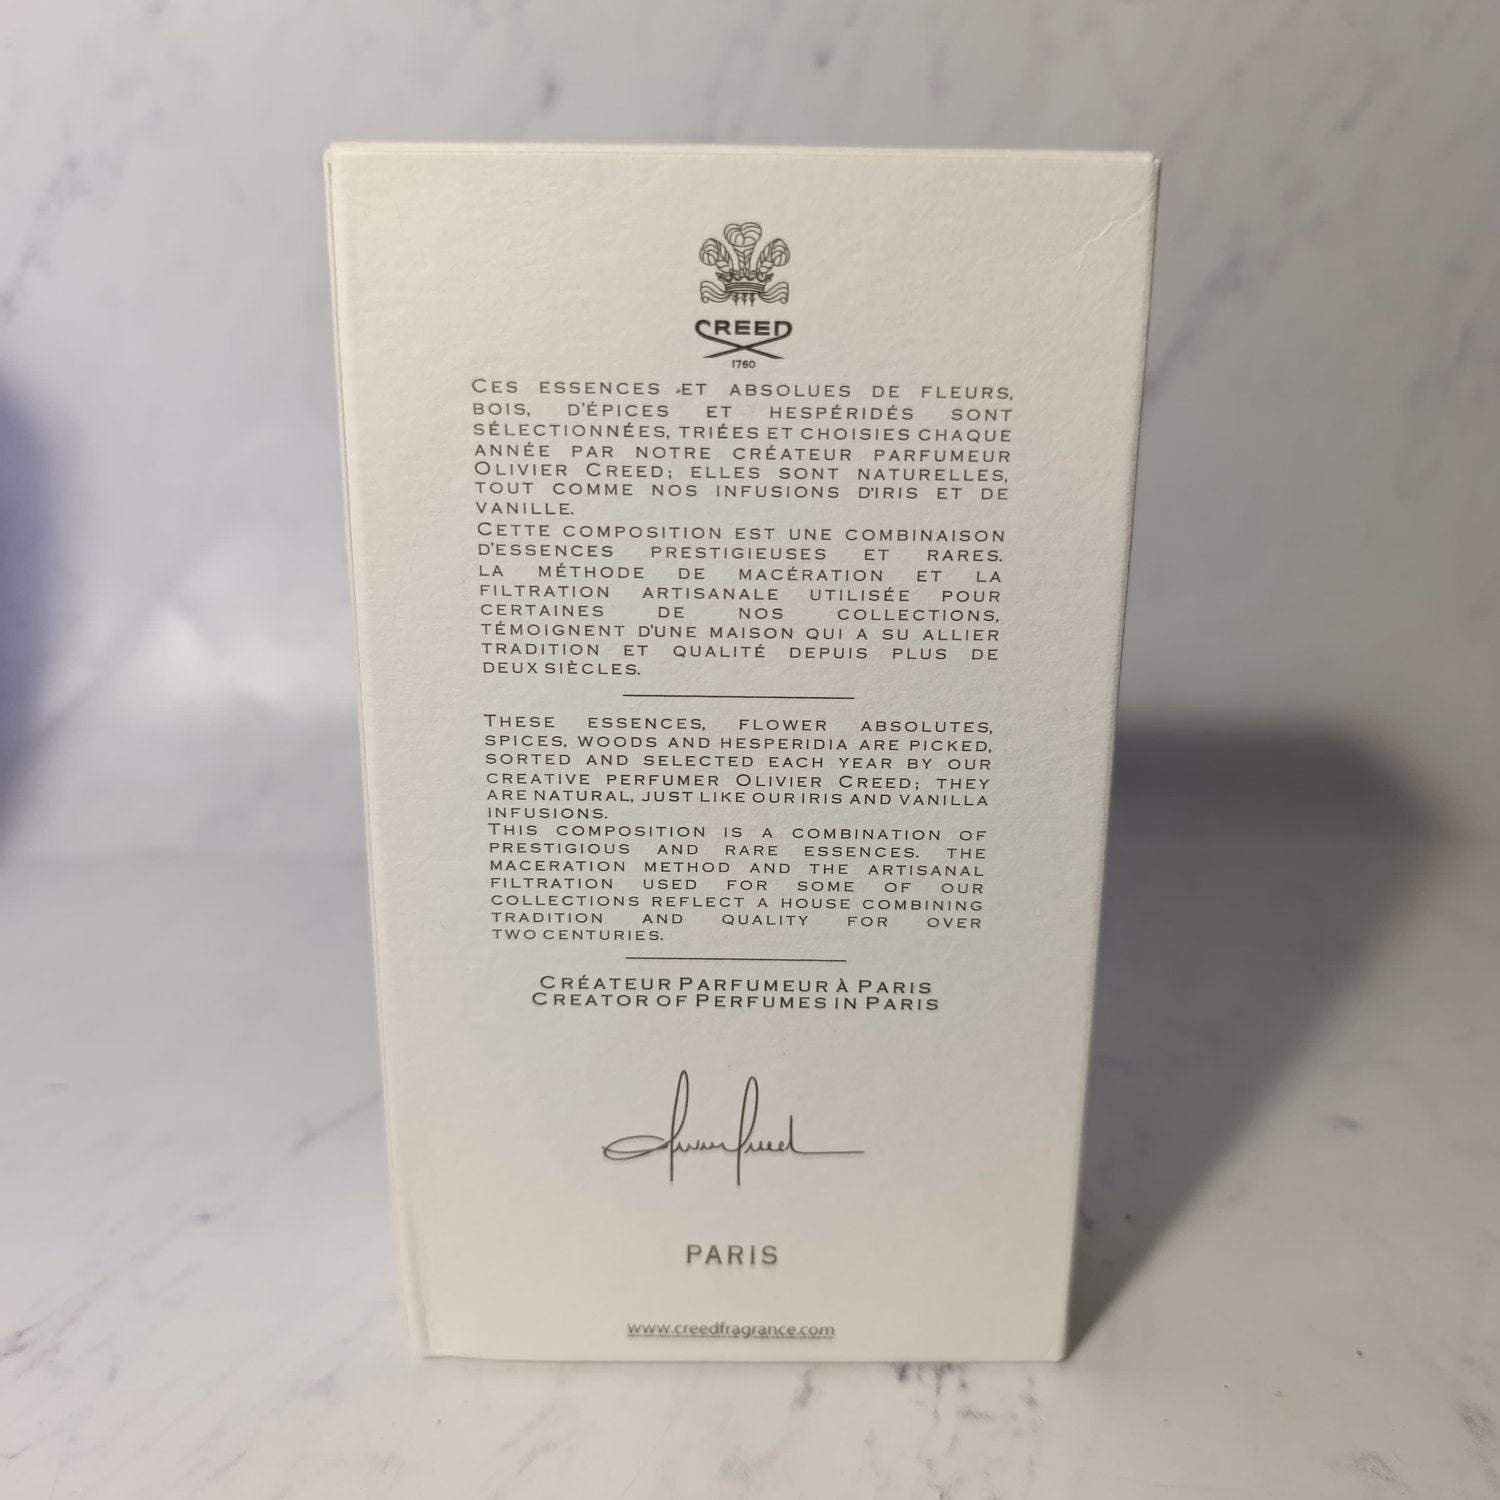 CREED
1760
CES ESSENCES ET ABSOLUES DE FLEURS,
BOIS, D'ÉPICES ET HESPÉRIDÉS SONT
SÉLECTIONNÉES, TRIÉES ET CHOISIES CHAQUE
ANNÉE PAR NOTRE CRÉATEUR PARFUMEUR
OLIVIER CREED; ELLES SONT NATURELLES,
TOUT COMME NOS INFUSIONS D'IRIS ET DE
VANILLE.
CETTE COMPOSITION EST UNE COMBINAISON
D'ESSENCES PRESTIGIEUSES ET RARES.
LA MÉTHODE DE MACÉRATION ET LA
FILTRATION ARTISANALE UTILISÉE POUR
CERTAINES DE NOS COLLECTIONS,
TÉMOIGNENT D'UNE MAISON QUI A SU ALLIER
TRADITION ET QUALITÉ DEPUIS PLUS DE
DEUX SIÈCLES.
THESE ESSENCES, FLOWER ABSOLUTES,
SPICES, WOODS AND HESPERIDIA ARE PICKED,
SORTED AND SELECTED EACH YEAR BY OUR
CREATIVE PERFUMER OLIVIER CREED; THEY
ARE NATURAL, JUST LIKE OUR IRIS AND VANILLA
INFUSIONS.
THIS COMPOSITION IS A COMBINATION OF
PRESTIGIOUS AND RARE ESSENCES. THE
MACERATION METHOD AND THE ARTISANAL
FILTRATION USED FOR SOME OF OUR
COLLECTIONS REFLECT A HOUSE COMBINING
TRADITION AND QUALITY FOR OVER
TWO CENTURIES.
CRÉATEUR PARFUMEUR À PARIS
CREATOR OF PERFUMES IN PARIS
Olivier Creed
PARIS
www.creedfragrance.com